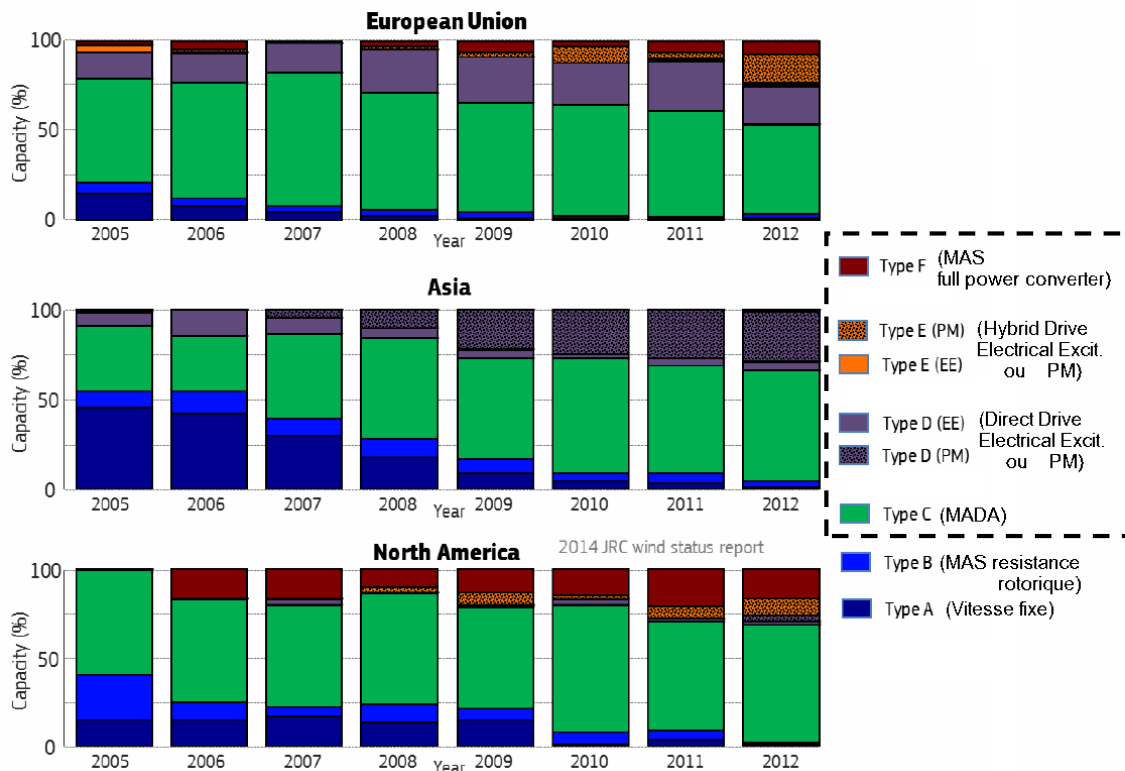 European Union
100
50
0
Capacity (%)
2005 2006 2007 2008 2009 2010 2011 2012
Year
Asia
100
50
0
Capacity (%)
2005 2006 2007 2008 2009 2010 2011 2012
Year
North America
2014 JRC wind status report
100
50
0
Capacity (%)
2005 2006 2007 2008 2009 2010 2011 2012
Year
Type F (MAS
full power converter)
Type E (PM) (Hybrid Drive
Electrical Excit.
Type E (EE) ou PM)
Type D (EE) (Direct Drive
Electrical Excit.
Type D (PM) ou PM)
Type C (MADA)
Type B (MAS resistance
rotorique)
Type A (Vitesse fixe)